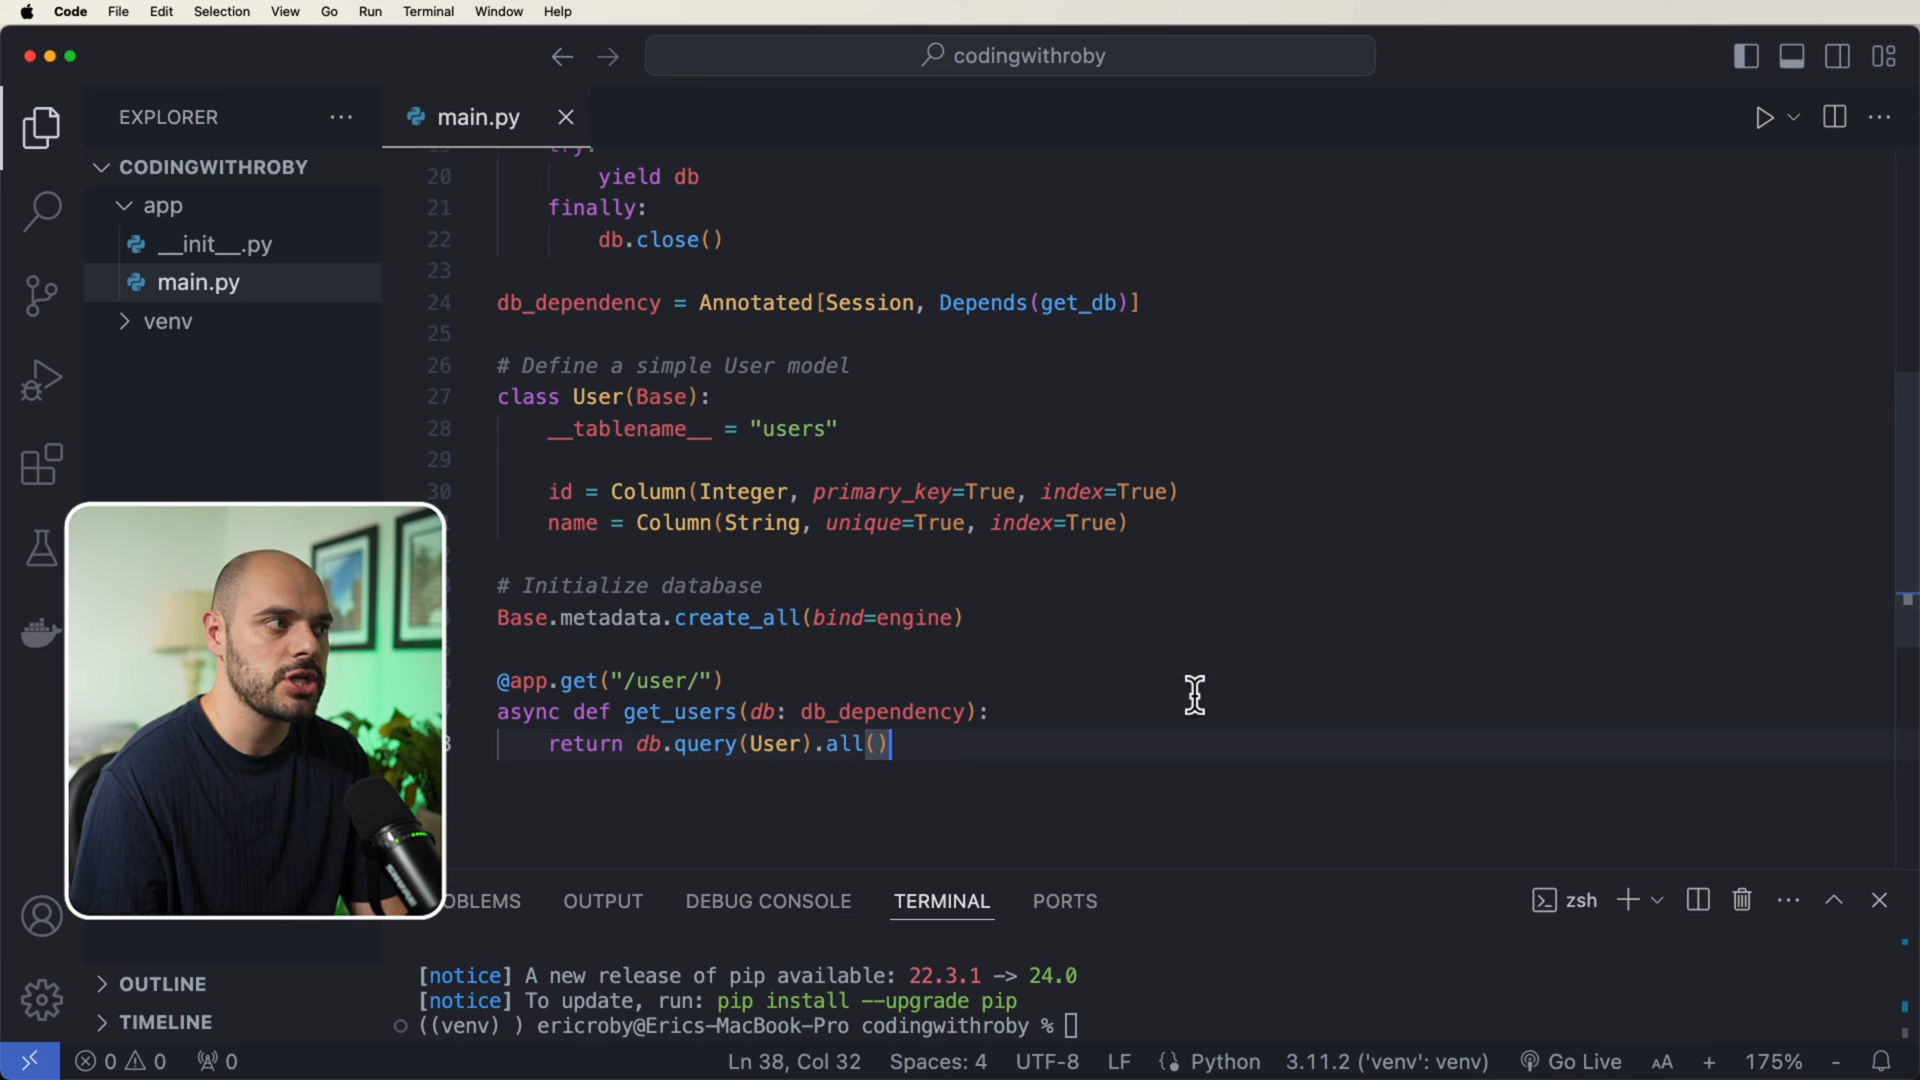 Code File Edit Selection View Go Run Terminal Window Help
codingwithroby
EXPLORER
main.py
CODINGWITHROBY
app
__init__.py
main.py
venv
try:
20 yield db
21 finally:
22 db.close()
23
24 db_dependency = Annotated[Session, Depends(get_db)]
25
26 # Define a simple User model
27 class User(Base):
28 __tablename__ = "users"
29
30 id = Column(Integer, primary_key=True, index=True)
name = Column(String, unique=True, index=True)
# Initialize database
Base.metadata.create_all(bind=engine)
@app.get("/user/")
async def get_users(db: db_dependency):
return db.query(User).all()
OBLEMS OUTPUT DEBUG CONSOLE TERMINAL PORTS
zsh
[notice] A new release of pip available: 22.3.1 -> 24.0
[notice] To update, run: pip install --upgrade pip
((venv) ) ericroby@Erics-MacBook-Pro codingwithroby %
OUTLINE
TIMELINE
0 0 0 Ln 38, Col 32 Spaces: 4 UTF-8 LF Python 3.11.2 ('venv': venv) Go Live AA + 175% -